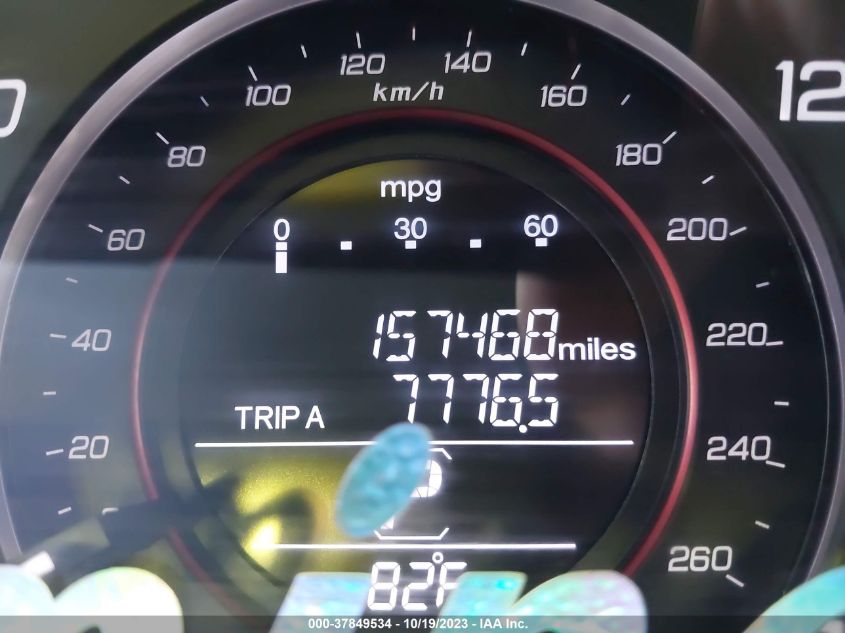 120 140
100 km/h 160
80 180
mpg
0 30 60
60 200
157468 miles
40 220
7776.5
TRIP A
20 240
P
260
82°F
000-37849534 - 10/19/2023 - IAA Inc.